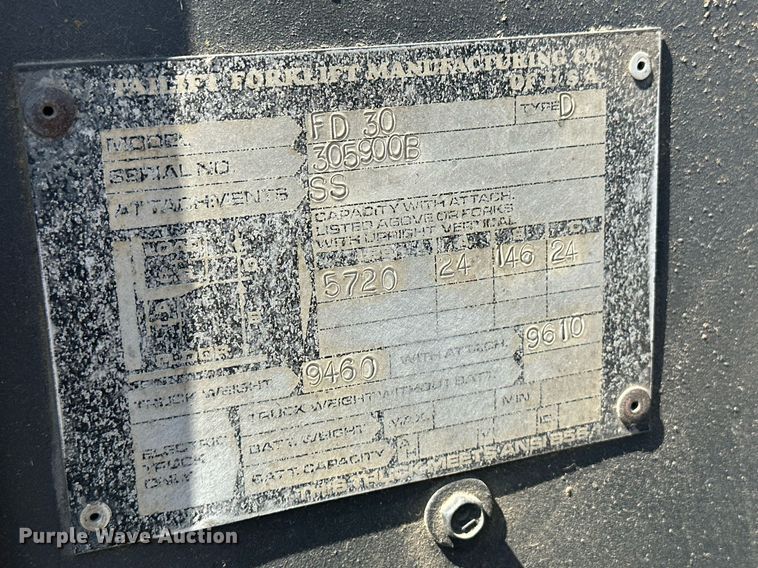 TAILIFT FORKLIFT MANUFACTURING CO
OF U.S.A.
MODEL FD 30 TYPE D
SERIAL NO 305900B
ATTACHMENTS SS
CAPACITY WITH ATTACH.
LISTED ABOVE OR FORKS
WITH UPRIGHT VERTICAL
5720 24 146 24
TRUCK WEIGHT 9460 WITH ATTACH. 9610
TRUCK WEIGHT WITHOUT BATT.
ELECTRIC TRUCK ONLY
BATT. WEIGHT MAX MIN
BATT. CAPACITY
Purple Wave Auction